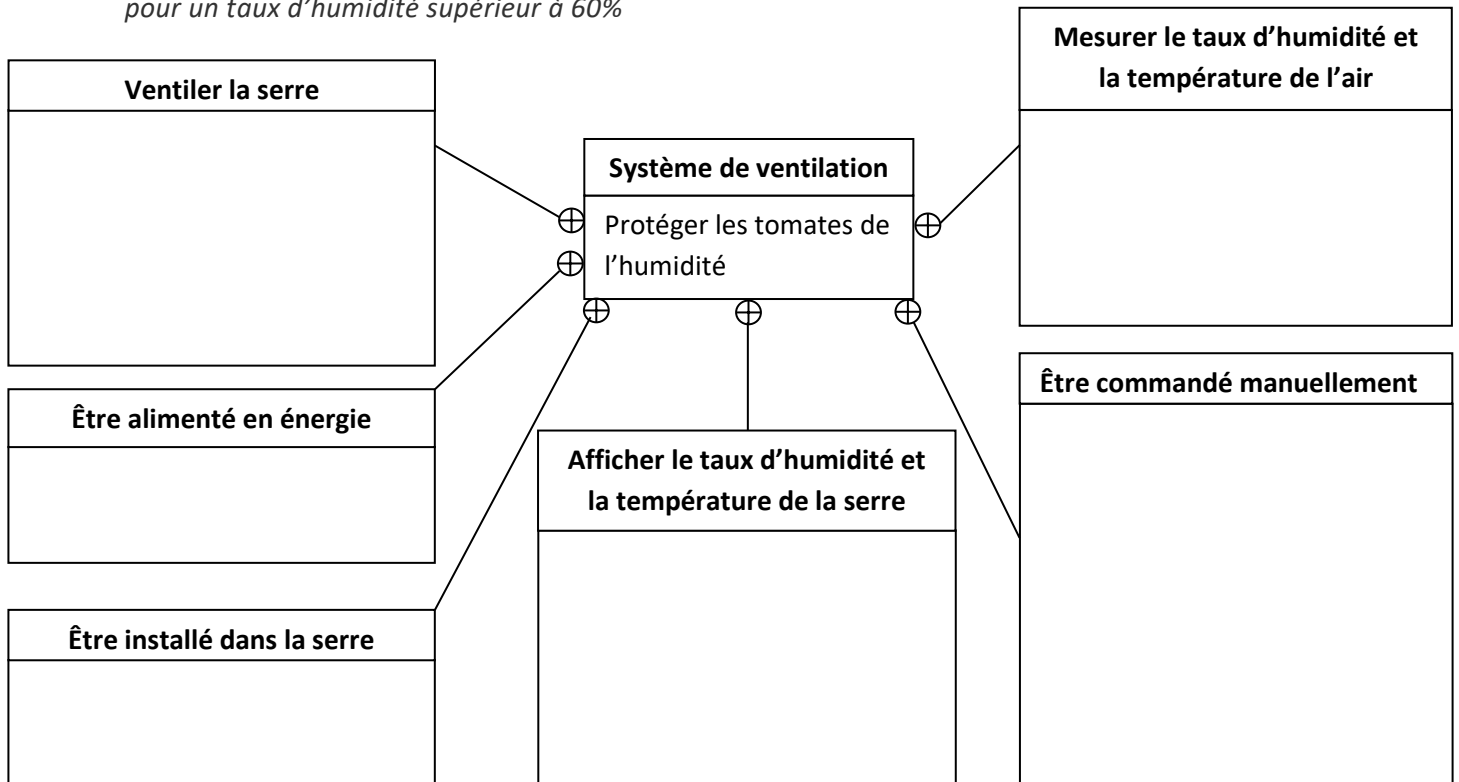 pour un taux d’humidité supérieur à 60%
Ventiler la serre
Mesurer le taux d’humidité et
la température de l’air
Système de ventilation
Protéger les tomates de
l’humidité
Être alimenté en énergie
Être commandé manuellement
Afficher le taux d’humidité et
la température de la serre
Être installé dans la serre